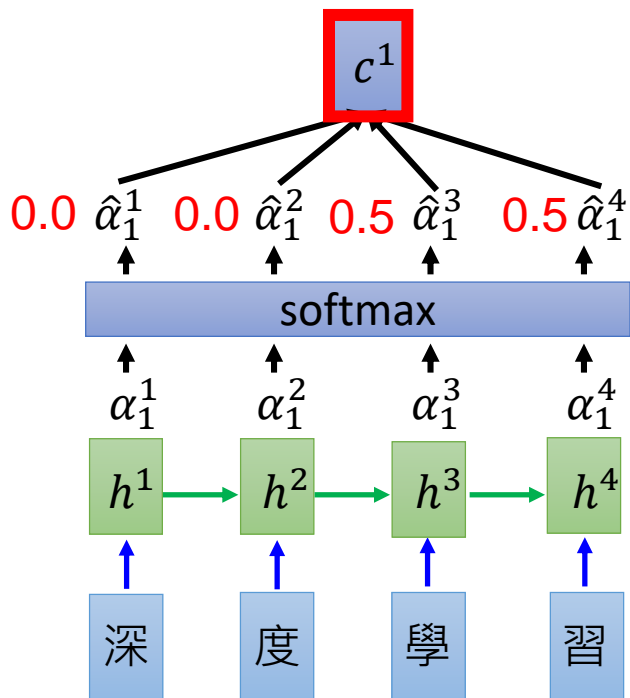 c¹
0.0 α̂₁¹ 0.0 α̂₁² 0.5 α̂₁³ 0.5 α̂₁⁴
softmax
α₁¹ α₁² α₁³ α₁⁴
h¹ h² h³ h⁴
深 度 學 習